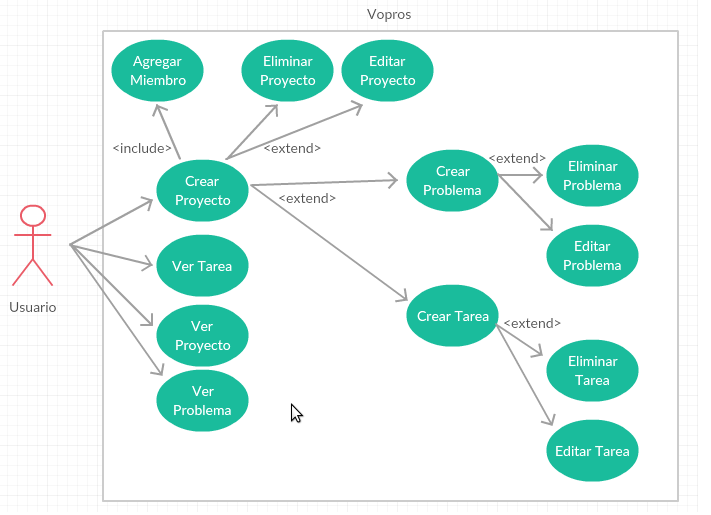 Vopros
Agregar
Miembro
Eliminar
Proyecto
Editar
Proyecto
<include>
<extend>
Crear
Proyecto
<extend>
Crear
Problema
<extend>
Eliminar
Problema
Editar
Problema
Usuario
Ver Tarea
Ver
Proyecto
Ver
Problema
Crear Tarea
<extend>
Eliminar
Tarea
Editar Tarea